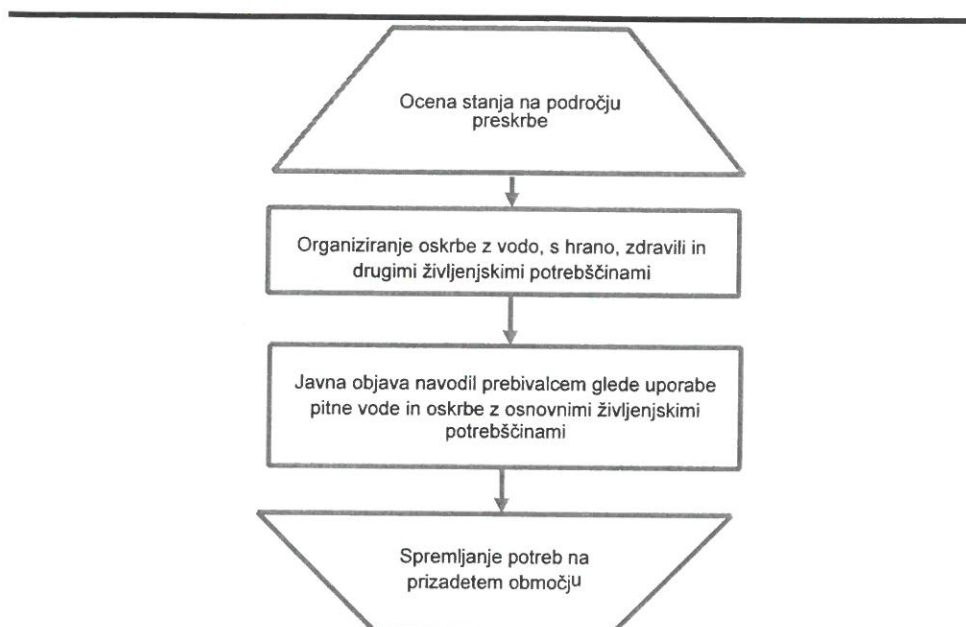 Ocena stanja na področju
preskrbe
Organiziranje oskrbe z vodo, s hrano, zdravili in
drugimi življenjskimi potrebščinami
Javna objava navodil prebivalcem glede uporabe
pitne vode in oskrbe z osnovnimi življenjskimi
potrebščinami
Spremljanje potreb na
prizadetem območju